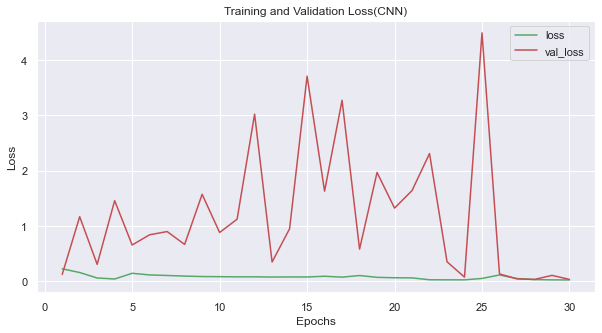 Training and Validation Loss(CNN)
loss
val_loss
4
3
2
1
0
Loss
0 5 10 15 20 25 30
Epochs